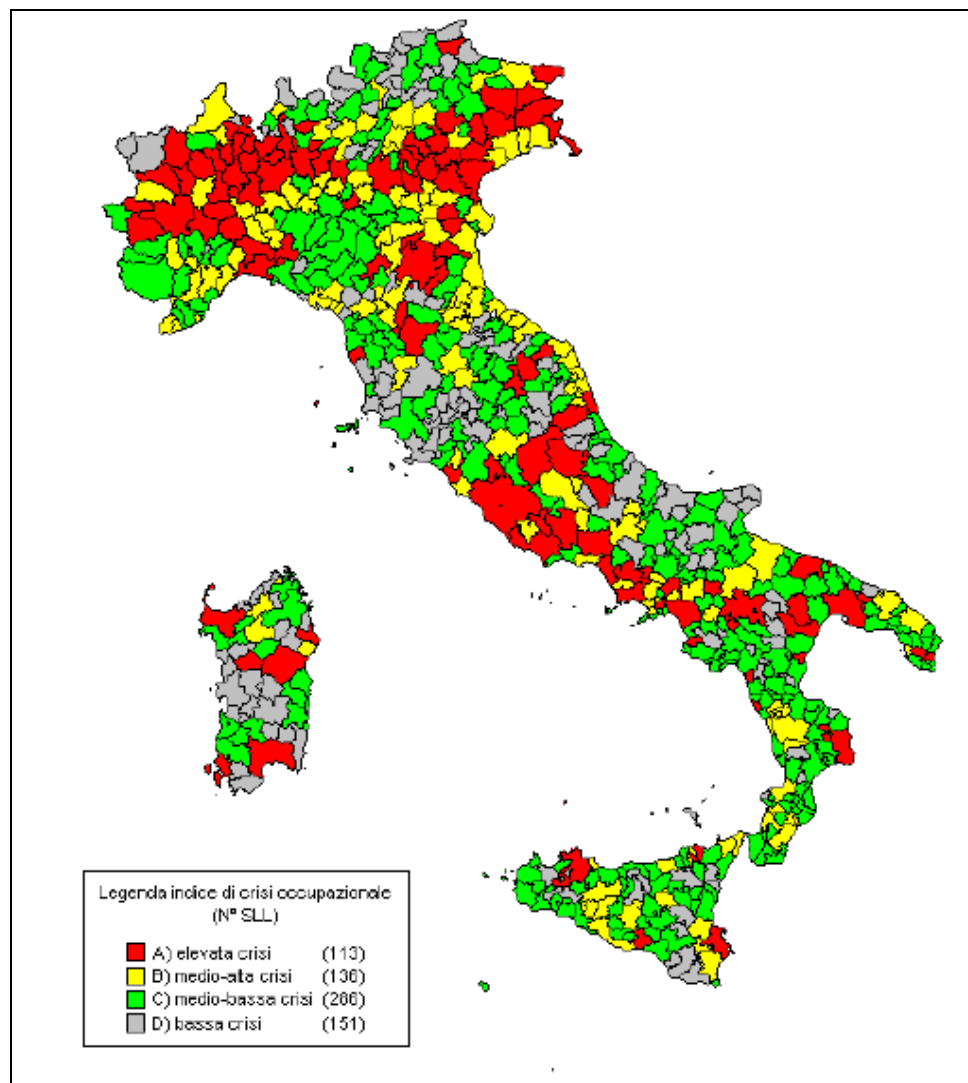 Legenda indice di crisi occupazionale
(N° SLL)
A) elevata crisi (113)
B) medio-alta crisi (136)
C) medio-bassa crisi (286)
D) bassa crisi (151)